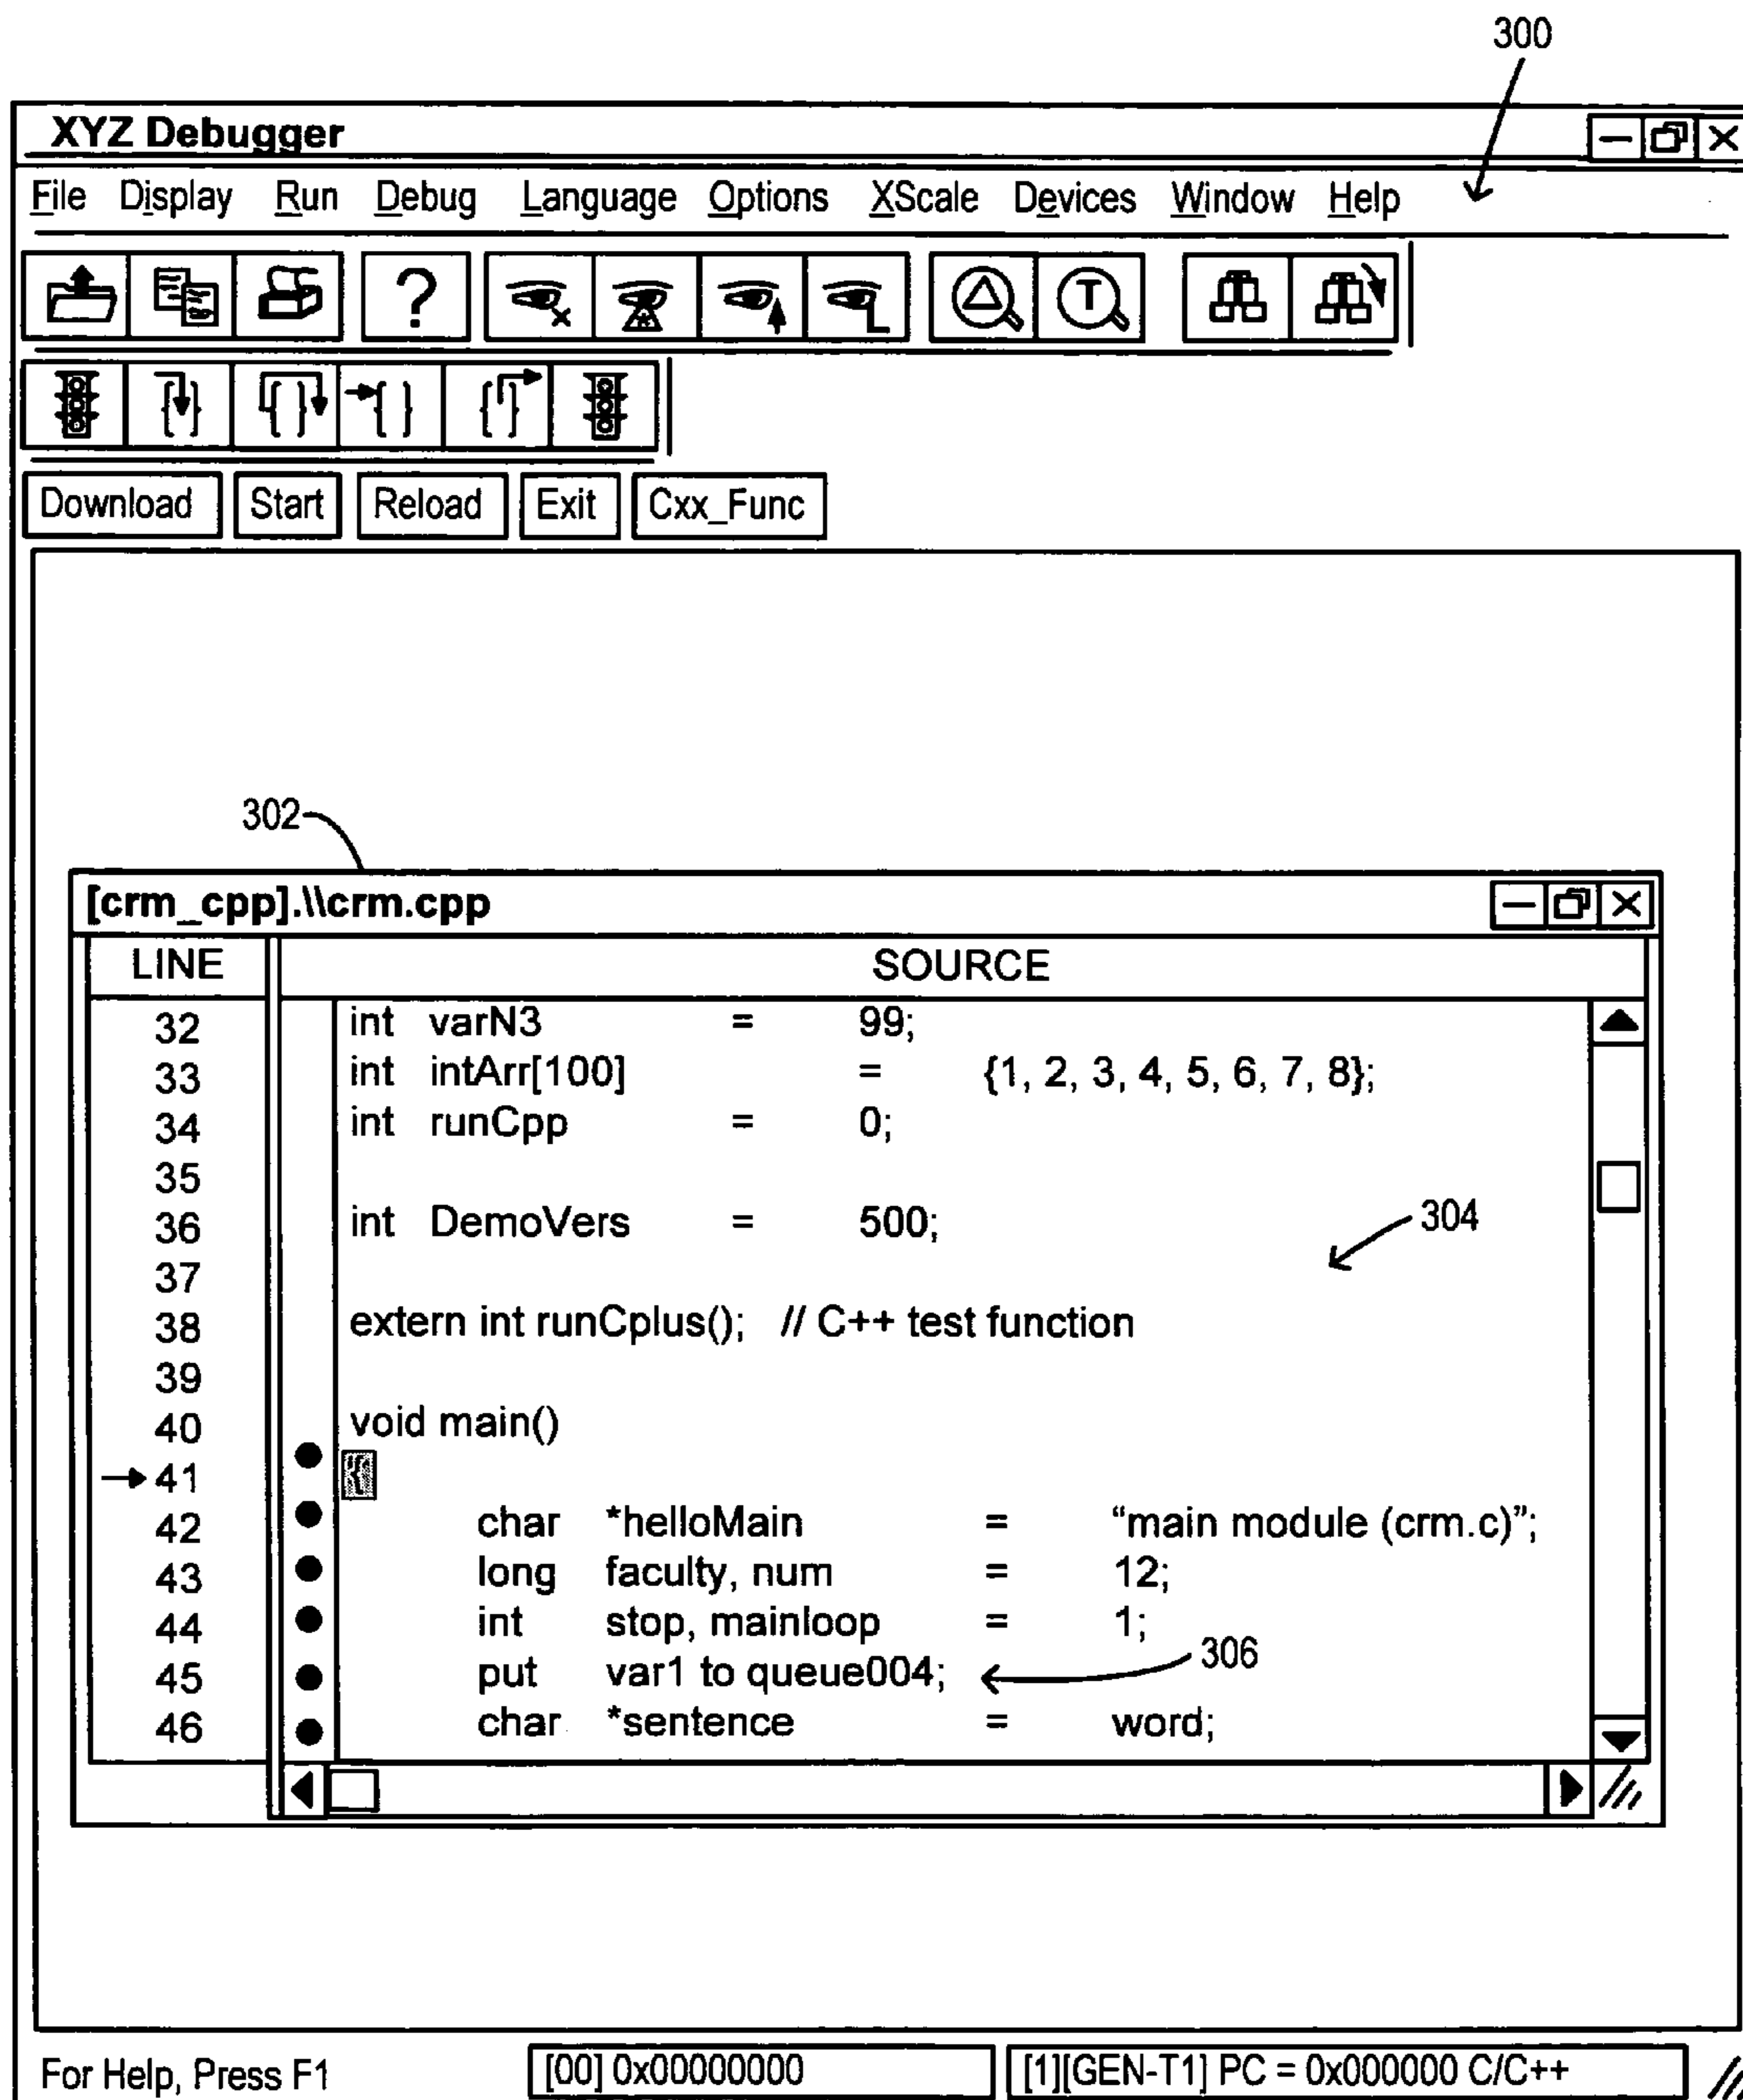 300
XYZ Debugger
File Display Run Debug Language Options XScale Devices Window Help
?
T
Download Start Reload Exit Cxx_Func
302
[crm_cpp].\\crm.cpp
LINE SOURCE
32 int varN3 = 99;
33 int intArr[100] = {1, 2, 3, 4, 5, 6, 7, 8};
34 int runCpp = 0;
35
36 int DemoVers = 500;
304
37
38 extern int runCplus(); // C++ test function
39
40 void main()
41 {
42 char *helloMain = “main module (crm.c)”;
43 long faculty, num = 12;
44 int stop, mainloop = 1;
45 put var1 to queue004; 306
46 char *sentence = word;
For Help, Press F1 [00] 0x00000000 [1][GEN-T1] PC = 0x000000 C/C++